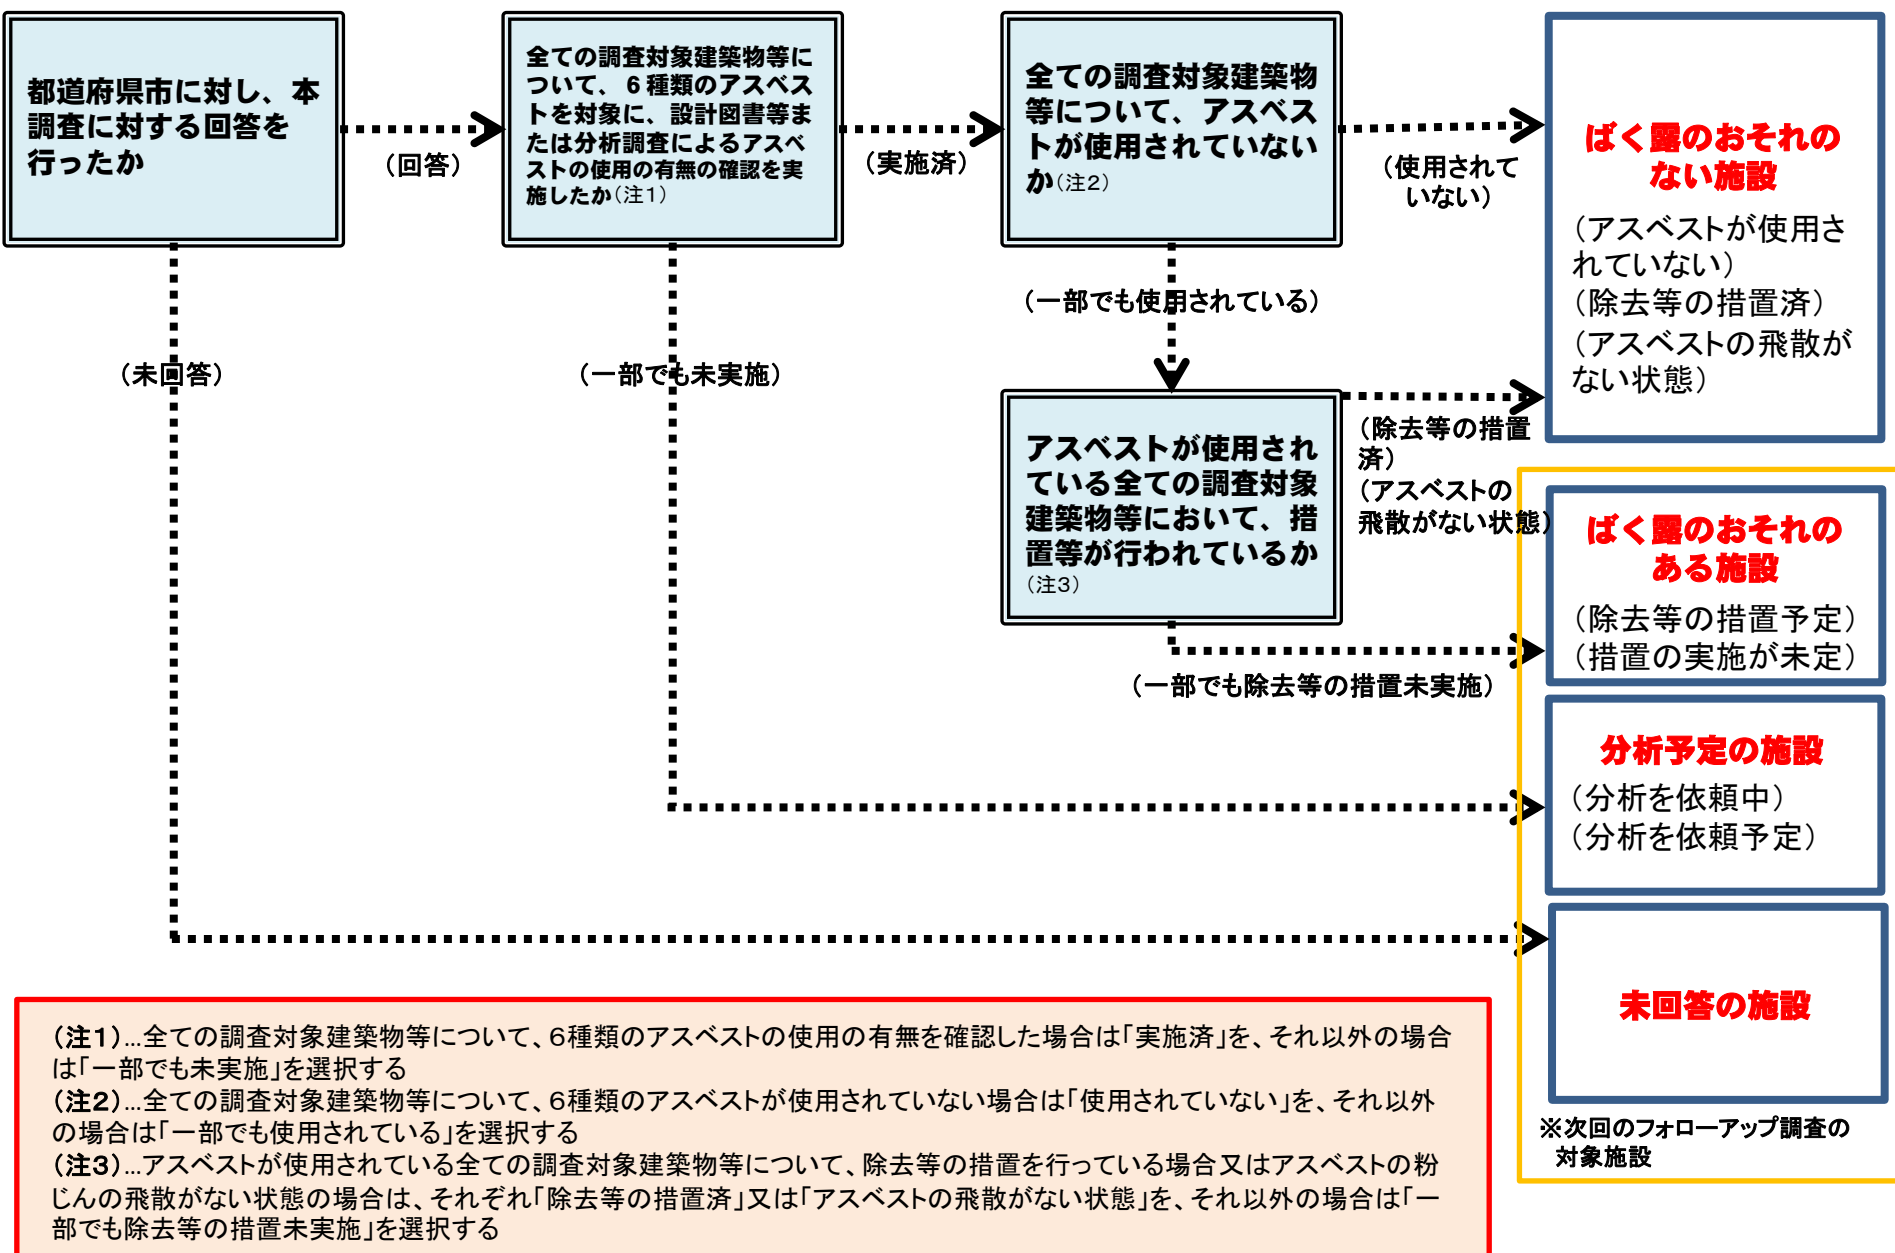 都道府県市に対し、本
調査に対する回答を
行ったか
(回答)
全ての調査対象建築物等に
ついて、６種類のアスベス
トを対象に、設計図書等ま
たは分析調査によるアスベ
ストの使用の有無の確認を実
施したか(注1)
(実施済)
全ての調査対象建築物
等について、アスベス
トが使用されていない
か(注2)
(使用されて
いない)
ばく露のおそれの
ない施設
(アスベストが使用さ
れていない)
(除去等の措置済)
(アスベストの飛散が
ない状態)
(未回答)
(一部でも未実施)
(一部でも使用されている)
アスベストが使用され
ている全ての調査対象
建築物等において、措
置等が行われているか
(注3)
(除去等の措置
済)
(アスベストの
飛散がない状態)
(一部でも除去等の措置未実施)
ばく露のおそれの
ある施設
(除去等の措置予定)
(措置の実施が未定)
分析予定の施設
(分析を依頼中)
(分析を依頼予定)
未回答の施設
※次回のフォローアップ調査の
対象施設
(注1)…全ての調査対象建築物等について、6種類のアスベストの使用の有無を確認した場合は「実施済」を、それ以外の場合
は「一部でも未実施」を選択する
(注2)…全ての調査対象建築物等について、6種類のアスベストが使用されていない場合は「使用されていない」を、それ以外
の場合は「一部でも使用されている」を選択する
(注3)…アスベストが使用されている全ての調査対象建築物等について、除去等の措置を行っている場合又はアスベストの粉
じんの飛散がない状態の場合は、それぞれ「除去等の措置済」又は「アスベストの飛散がない状態」を、それ以外の場合は「一
部でも除去等の措置未実施」を選択する